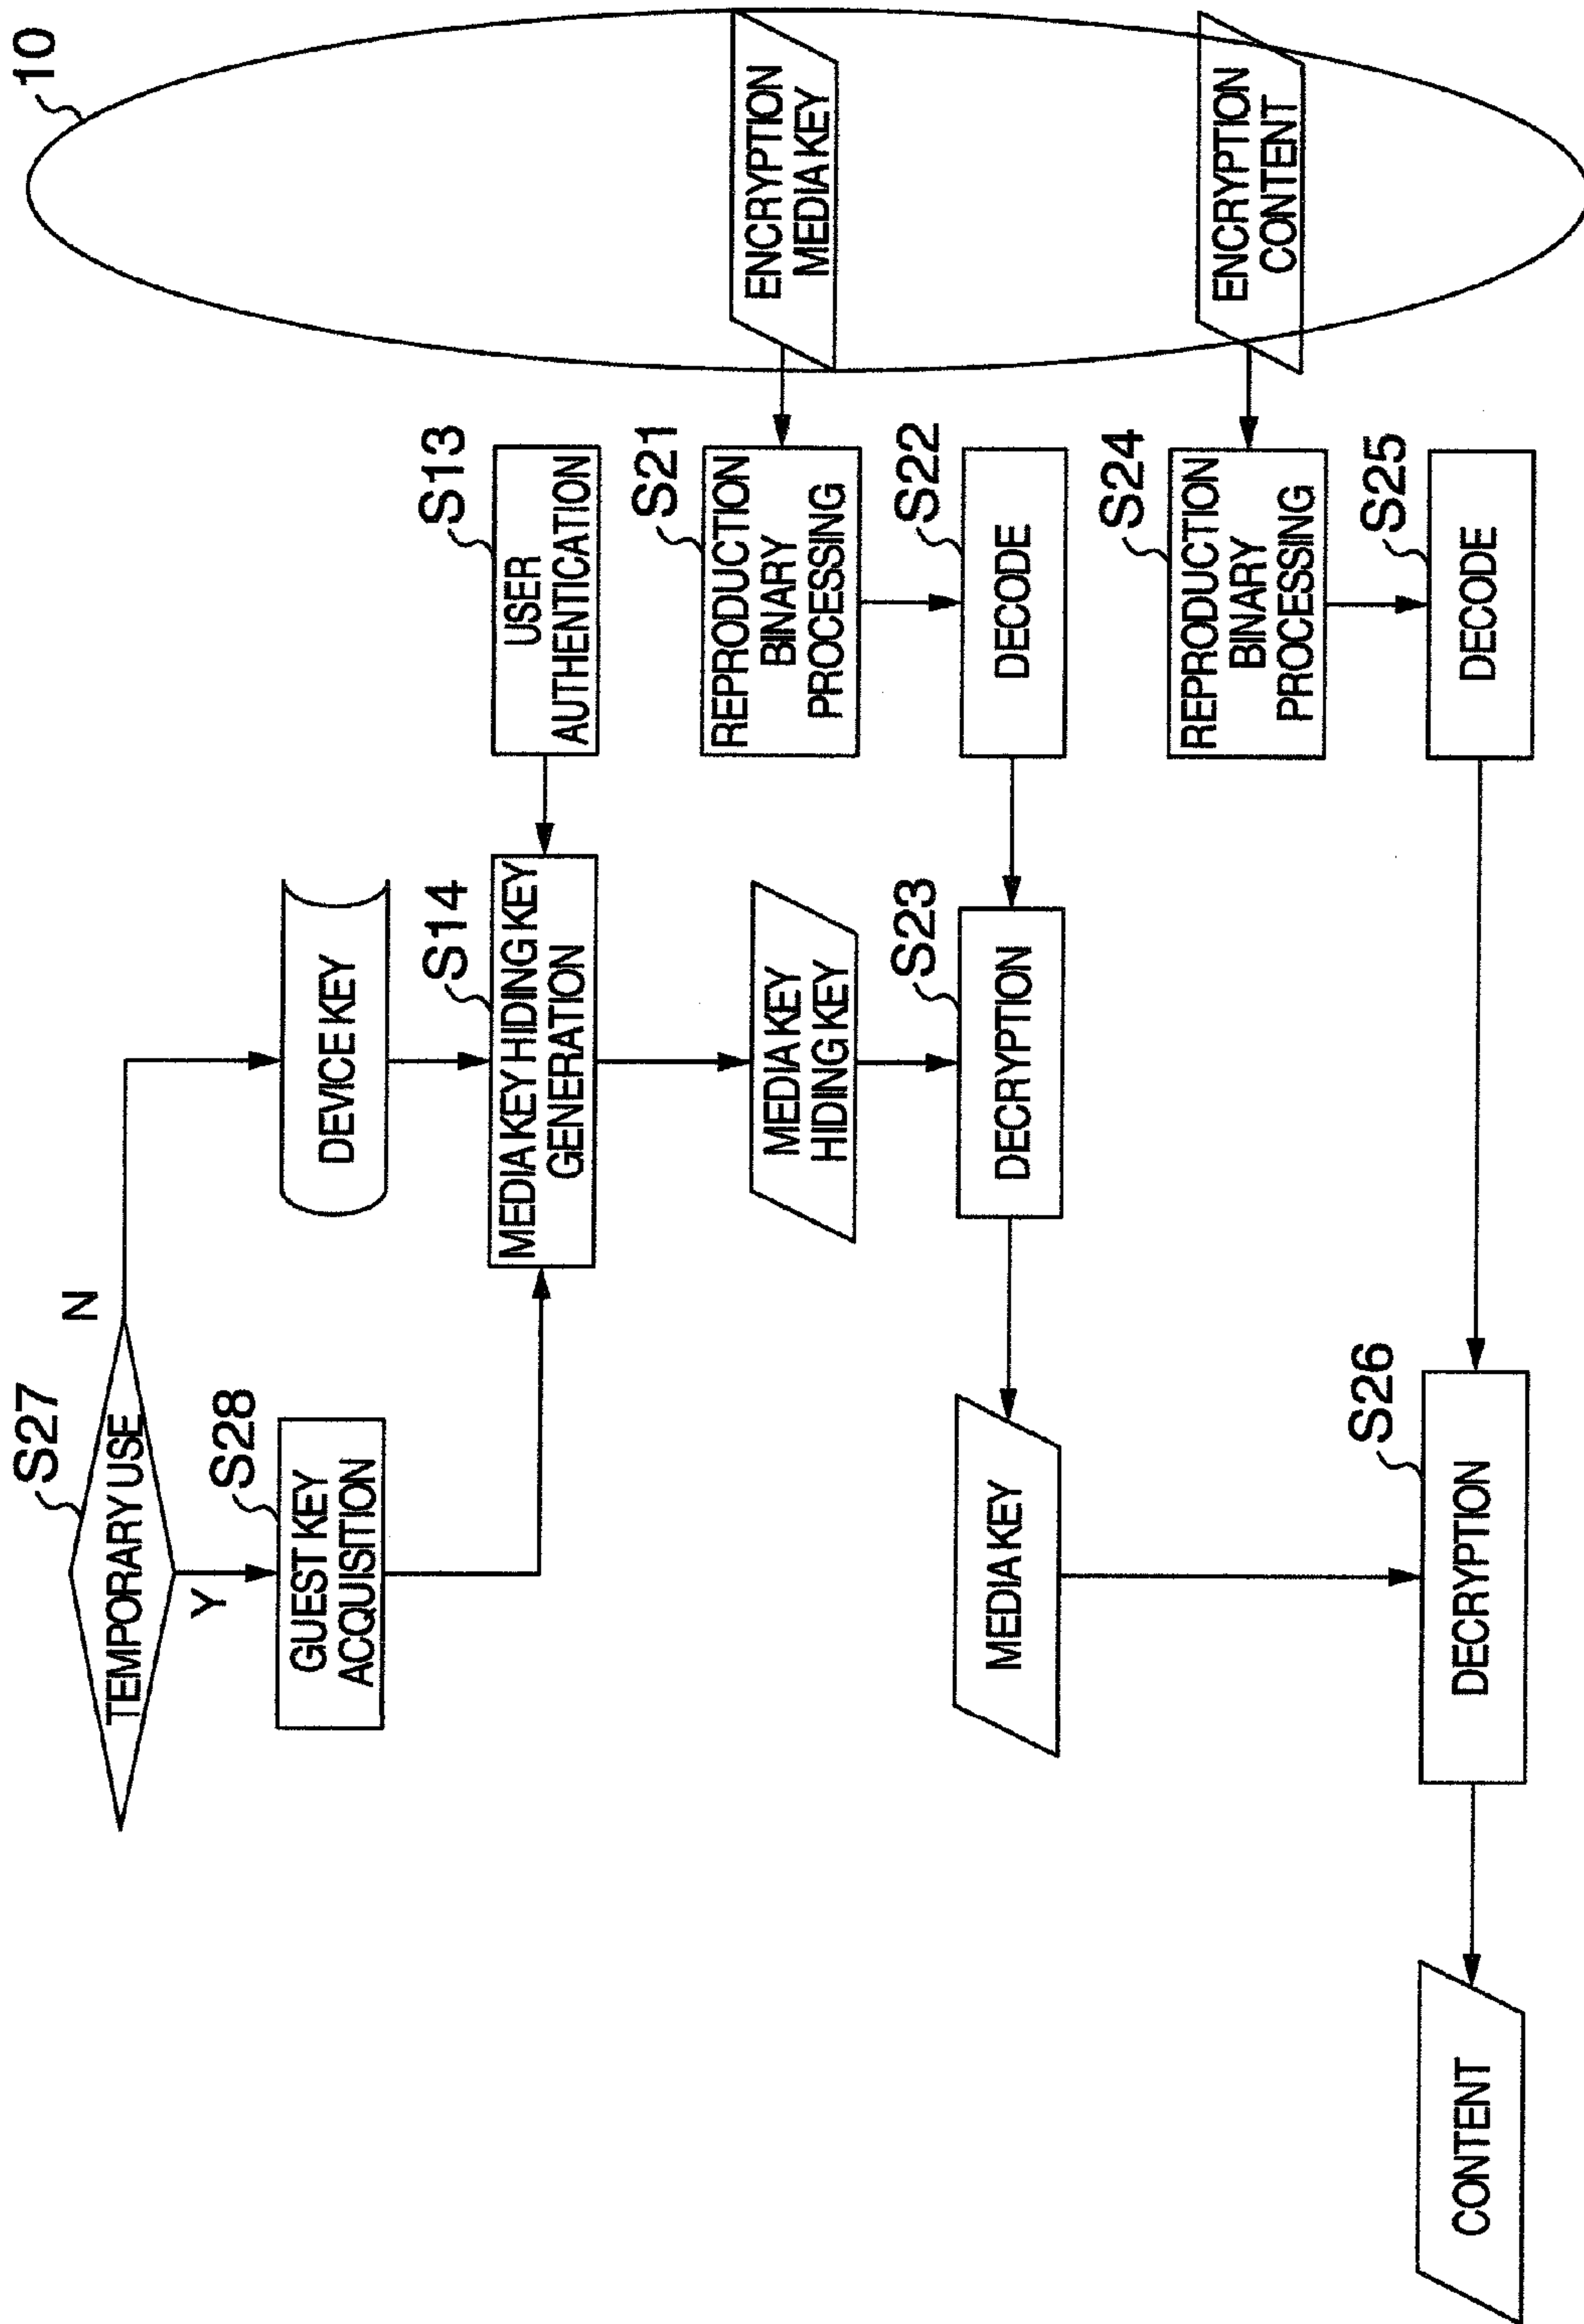 10
S27
TEMPORARY USE
N
Y
S28
GUEST KEY
ACQUISITION
DEVICE KEY
S13
USER
AUTHENTICATION
S14
MEDIA KEY HIDING KEY
GENERATION
S21
REPRODUCTION
BINARY
PROCESSING
ENCRYPTION
MEDIA KEY
MEDIA KEY
HIDING KEY
S22
DECODE
S23
DECRYPTION
MEDIA KEY
S24
REPRODUCTION
BINARY
PROCESSING
ENCRYPTION
CONTENT
S25
DECODE
S26
DECRYPTION
CONTENT